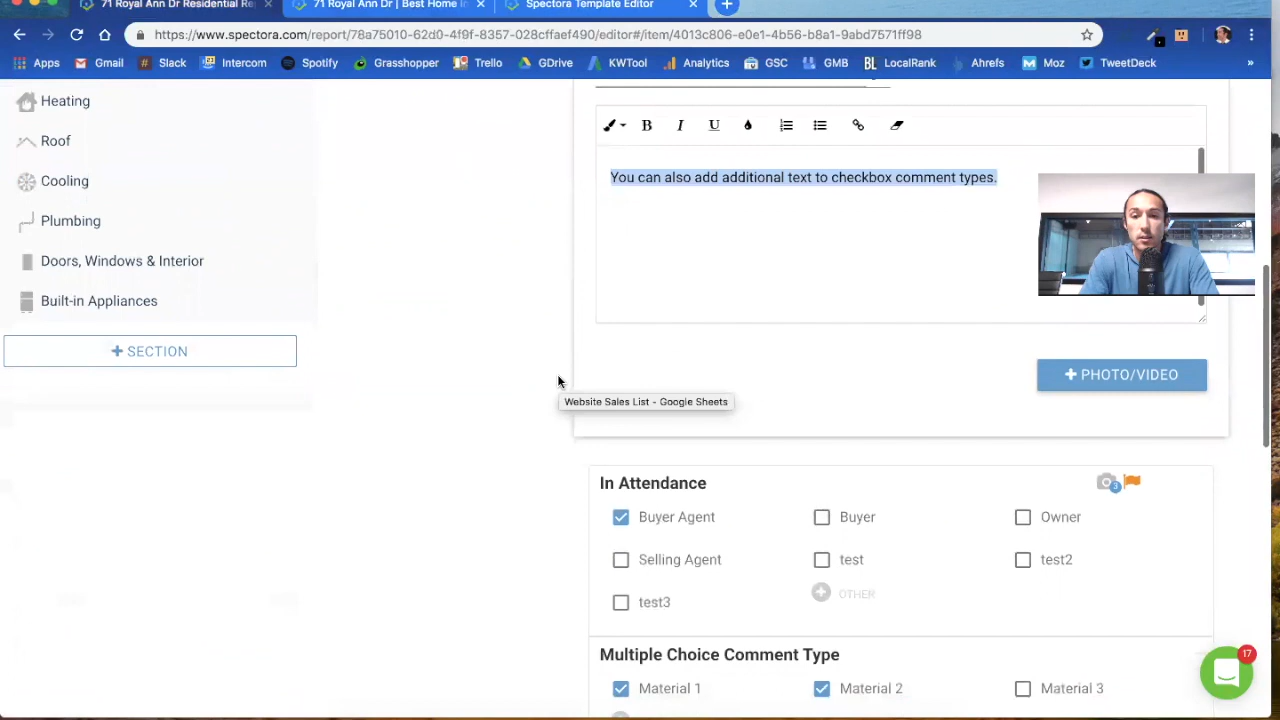 71 Royal Ann Dr Residential Re
71 Royal Ann Dr | Best Home In
Spectora Template Editor
https://www.spectora.com/report/78a75010-62d0-4f9f-8357-028cffaef490/editor#/item/4013c806-e0e1-4b56-b8a1-9abd7571ff98
Apps
Gmail
Slack
Intercom
Spotify
Grasshopper
Trello
GDrive
KWTool
Analytics
GSC
GMB
BL LocalRank
Ahrefs
Moz
TweetDeck
»
Heating
Roof
Cooling
Plumbing
Doors, Windows & Interior
Built-in Appliances
+ SECTION
B I U
You can also add additional text to checkbox comment types.
+ PHOTO/VIDEO
Website Sales List - Google Sheets
In Attendance
3
Buyer Agent
Buyer
Owner
Selling Agent
test
test2
test3
OTHER
Multiple Choice Comment Type
Material 1
Material 2
Material 3
17